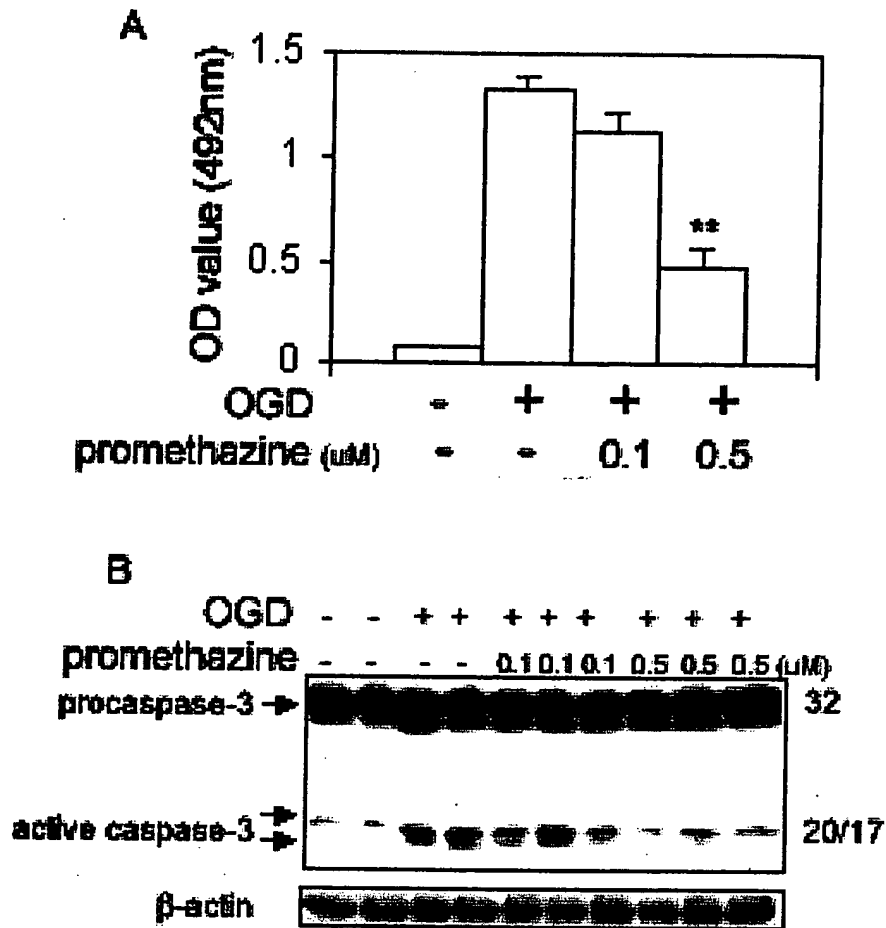 A
1.5
1
0.5
0
OD value (492nm)
**
OGD - + + +
promethazine (uM) - - 0.1 0.5
B
OGD - - + + + + + + + +
promethazine - - - - 0.1 0.1 0.1 0.5 0.5 0.5 (uM)
procaspase-3 32
active caspase-3 20/17
β-actin